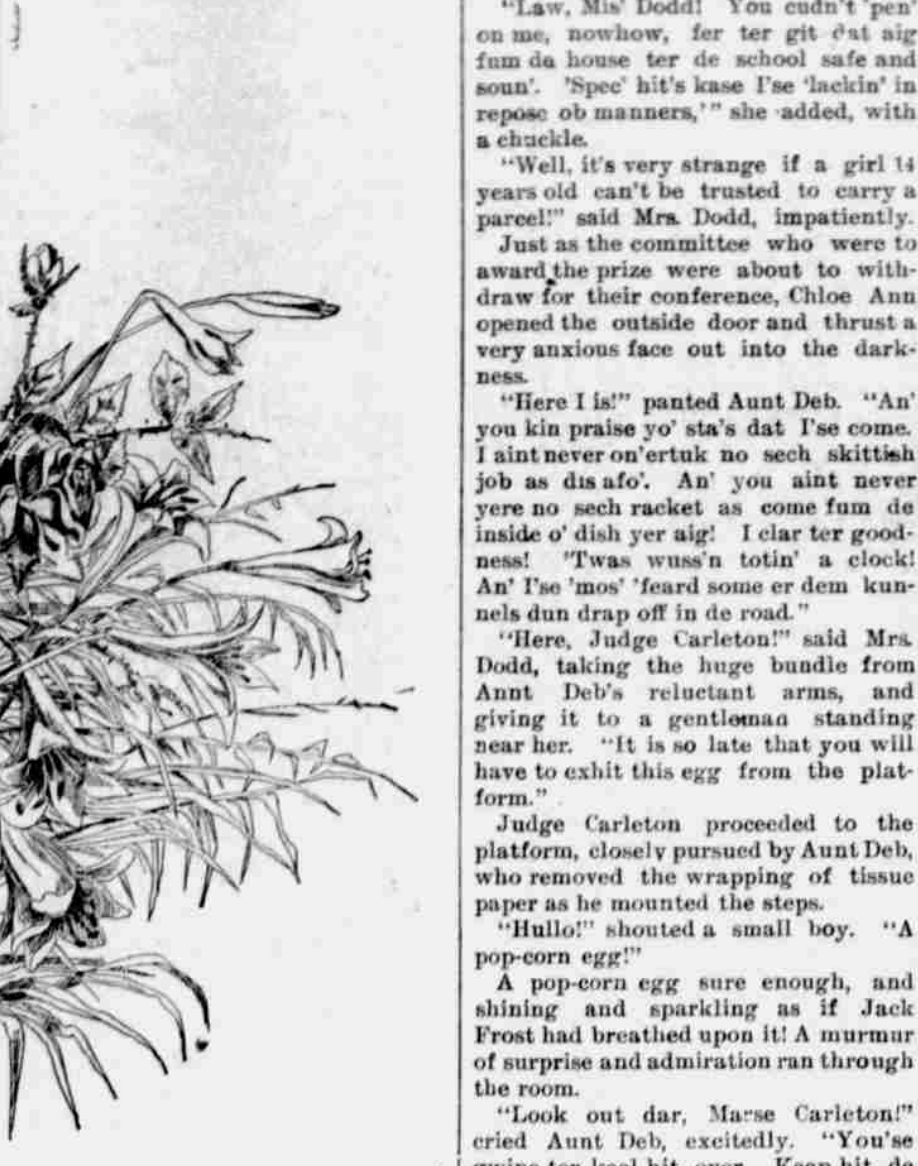 "Law, Mis' Dodd! You cudn't 'pen'
on me, nowhow, fer ter git dat aig
fum de house ter de school safe and
soun'. 'Spec' hit's kase I'se 'lackin' in
repose ob manners,'" she added, with
a chuckle.
"Well, it's very strange if a girl 14
years old can't be trusted to carry a
parcel!" said Mrs. Dodd, impatiently.
Just as the committee who were to
award the prize were about to with-
draw for their conference, Chloe Ann
opened the outside door and thrust a
very anxious face out into the dark-
ness.
"Here I is!" panted Aunt Deb. "An'
you kin praise yo' sta's dat I'se come.
I aint never on'ertuk no sech skittish
job as dis afo'. An' you aint never
yere no sech racket as come fum de
inside o' dish yer aig! I clar ter good-
ness! 'Twas wuss'n totin' a clock!
An' I'se 'mos' 'feard some er dem kun-
nels dun drap off in de road."
"Here, Judge Carleton!" said Mrs.
Dodd, taking the huge bundle from
Annt Deb's reluctant arms, and
giving it to a gentleman standing
near her. "It is so late that you will
have to exhit this egg from the plat-
form."
Judge Carleton proceeded to the
platform, closely pursued by Aunt Deb,
who removed the wrapping of tissue
paper as he mounted the steps.
"Hullo!" shouted a small boy. "A
pop-corn egg!"
A pop-corn egg sure enough, and
shining and sparkling as if Jack
Frost had breathed upon it! A murmur
of surprise and admiration ran through
the room.
"Look out dar, Marse Carleton!"
cried Aunt Deb, excitedly. "You'se